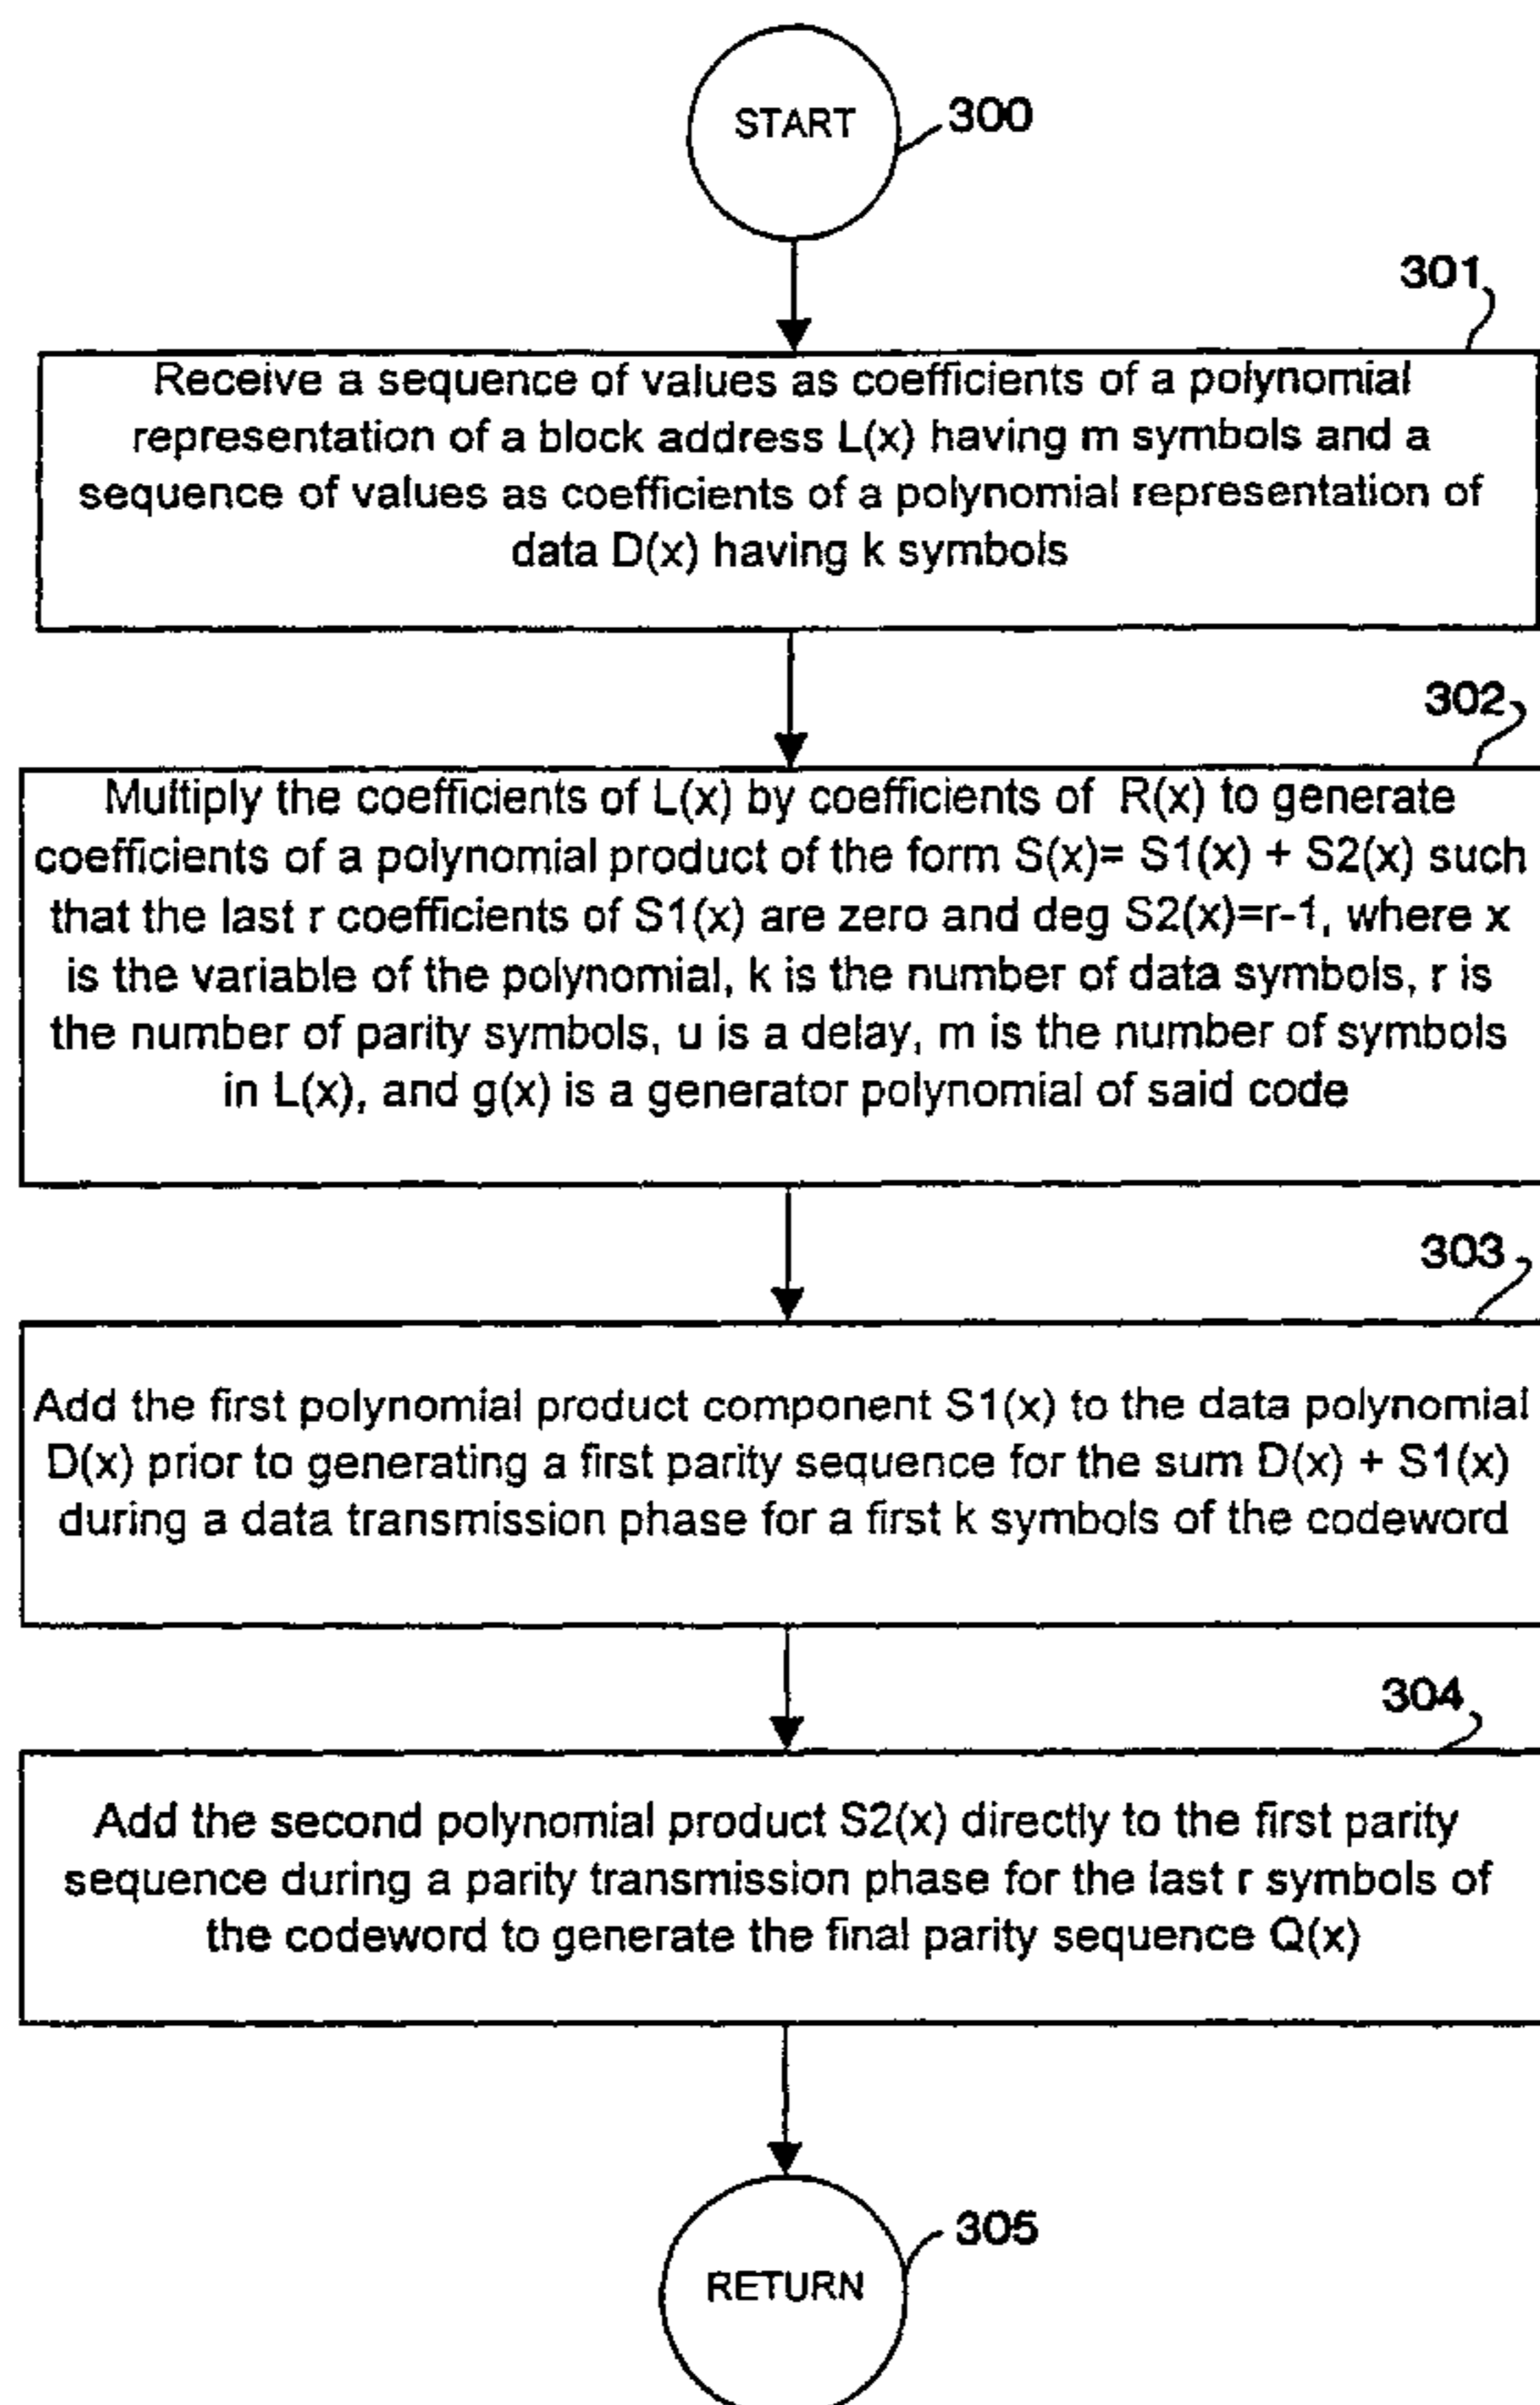 START
300
301
Receive a sequence of values as coefficients of a polynomial
representation of a block address L(x) having m symbols and a
sequence of values as coefficients of a polynomial representation of
data D(x) having k symbols
302
Multiply the coefficients of L(x) by coefficients of R(x) to generate
coefficients of a polynomial product of the form S(x)= S1(x) + S2(x) such
that the last r coefficients of S1(x) are zero and deg S2(x)=r-1, where x
is the variable of the polynomial, k is the number of data symbols, r is
the number of parity symbols, u is a delay, m is the number of symbols
in L(x), and g(x) is a generator polynomial of said code
303
Add the first polynomial product component S1(x) to the data polynomial
D(x) prior to generating a first parity sequence for the sum D(x) + S1(x)
during a data transmission phase for a first k symbols of the codeword
304
Add the second polynomial product S2(x) directly to the first parity
sequence during a parity transmission phase for the last r symbols of
the codeword to generate the final parity sequence Q(x)
305
RETURN